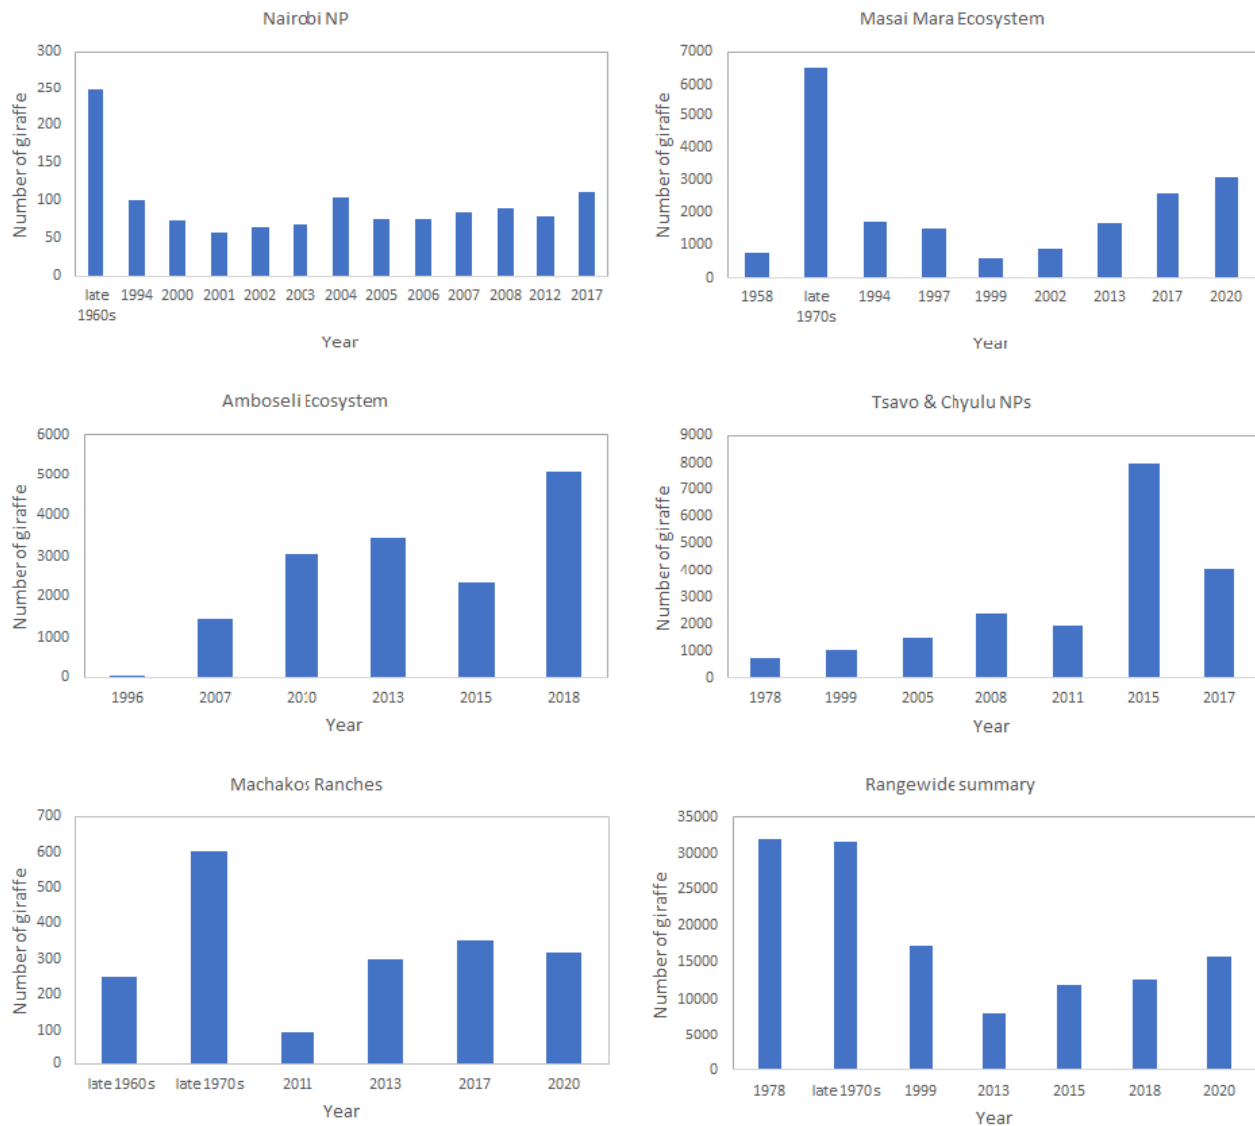 Nairobi NP
Number of giraffe
300
250
200
150
100
50
0
late 1960s 1994 2000 2001 2002 2003 2004 2005 2006 2007 2008 2012 2017
Year
Masai Mara Ecosystem
Number of giraffe
7000
6000
5000
4000
3000
2000
1000
0
1958 late 1970s 1994 1997 1999 2002 2013 2017 2020
Year
Amboseli Ecosystem
Number of giraffe
6000
5000
4000
3000
2000
1000
0
1996 2007 2010 2013 2015 2018
Year
Tsavo & Chyulu NPs
Number of giraffe
9000
8000
7000
6000
5000
4000
3000
2000
1000
0
1978 1999 2005 2008 2011 2015 2017
Year
Machakos Ranches
Number of giraffe
700
600
500
400
300
200
100
0
late 1960s late 1970s 2011 2013 2017 2020
Year
Rangewide summary
Number of giraffe
35000
30000
25000
20000
15000
10000
5000
0
1978 late 1970s 1999 2013 2015 2018 2020
Year